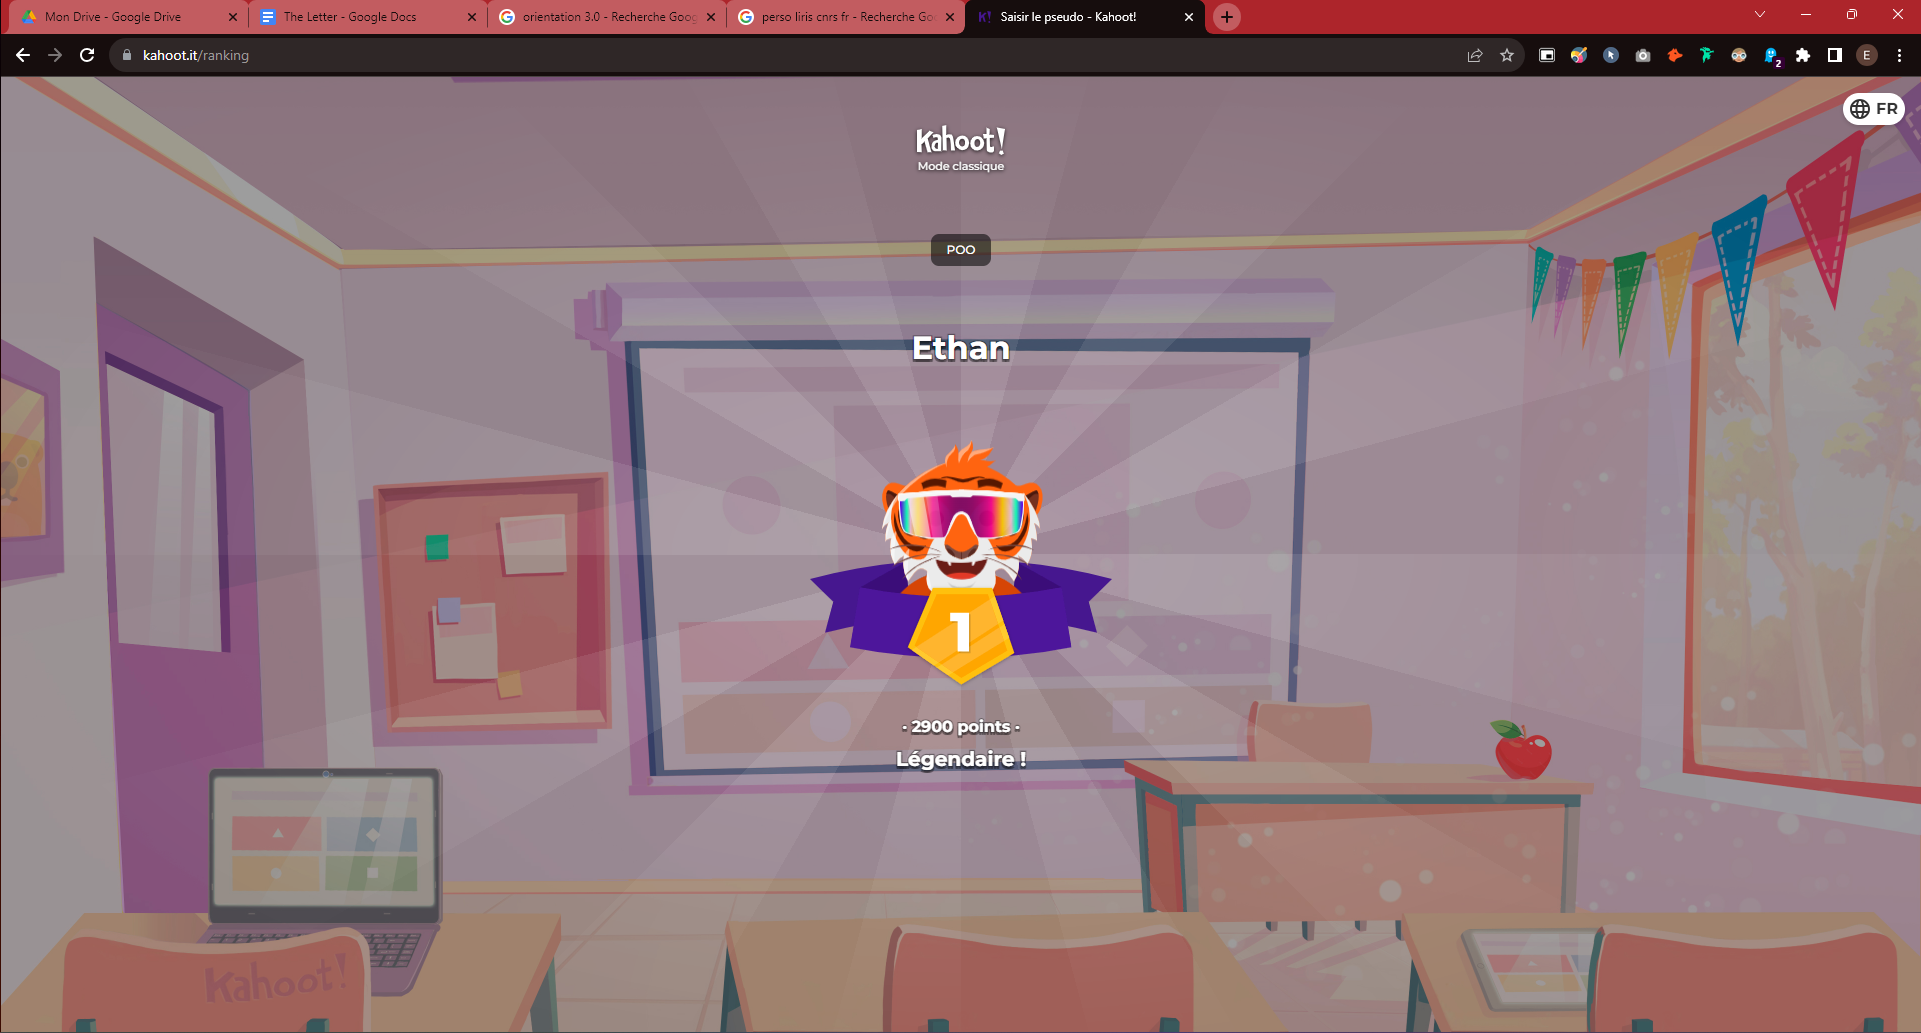 Mon Drive - Google Drive
The Letter - Google Docs
orientation 3.0 - Recherche Goog
perso liris cnrs fr - Recherche Go
Saisir le pseudo - Kahoot!
kahoot.it/ranking
2
E
FR
Kahoot!
Mode classique
POO
Ethan
1
· 2900 points ·
Légendaire !
Kahoot!